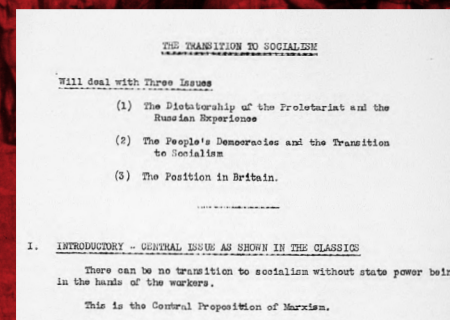 THE TRANSITION TO SOCIALISM
Will deal with Three Issues
(1) The Dictatorship of the Proletariat and the
Russian Experience
(2) The People's Democracies and the Transition
to Socialism
(3) The Position in Britain.
I. INTRODUCTORY - CENTRAL ISSUE AS SHOWN IN THE CLASSICS
There can be no transition to socialism without state power bein
in the hands of the workers.
This is the Central Proposition of Marxism.